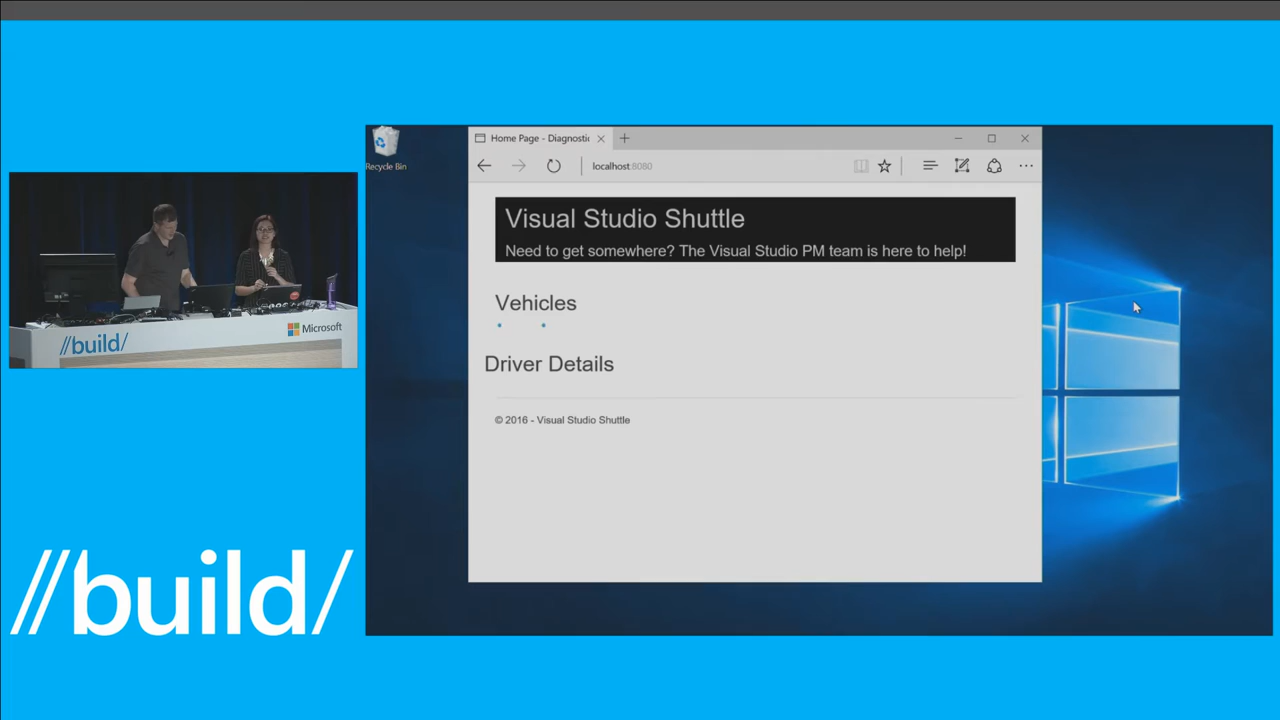 Recycle Bin
Home Page - Diagnostic
localhost:8080
Visual Studio Shuttle
Need to get somewhere? The Visual Studio PM team is here to help!
Vehicles
Driver Details
© 2016 - Visual Studio Shuttle
//build/
Microsoft
//build/